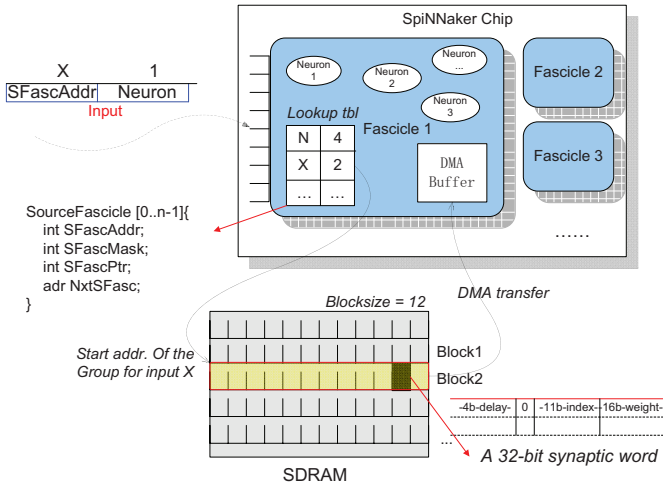 SpiNNaker Chip
X 1
SFascAddr Neuron
Input
Neuron
1
Neuron
2
Neuron
...
Neuron
3
Lookup tbl
Fascicle 1
N 4
X 2
... ...
DMA
Buffer
Fascicle 2
Fascicle 3
......
SourceFascicle [0..n-1]{
int SFascAddr;
int SFascMask;
int SFascPtr;
adr NxtSFasc;
}
Blocksize = 12
DMA transfer
Start addr. Of the
Group for input X
Block1
Block2
...
-4b-delay- 0 -11b-index- -16b-weight-
A 32-bit synaptic word
SDRAM